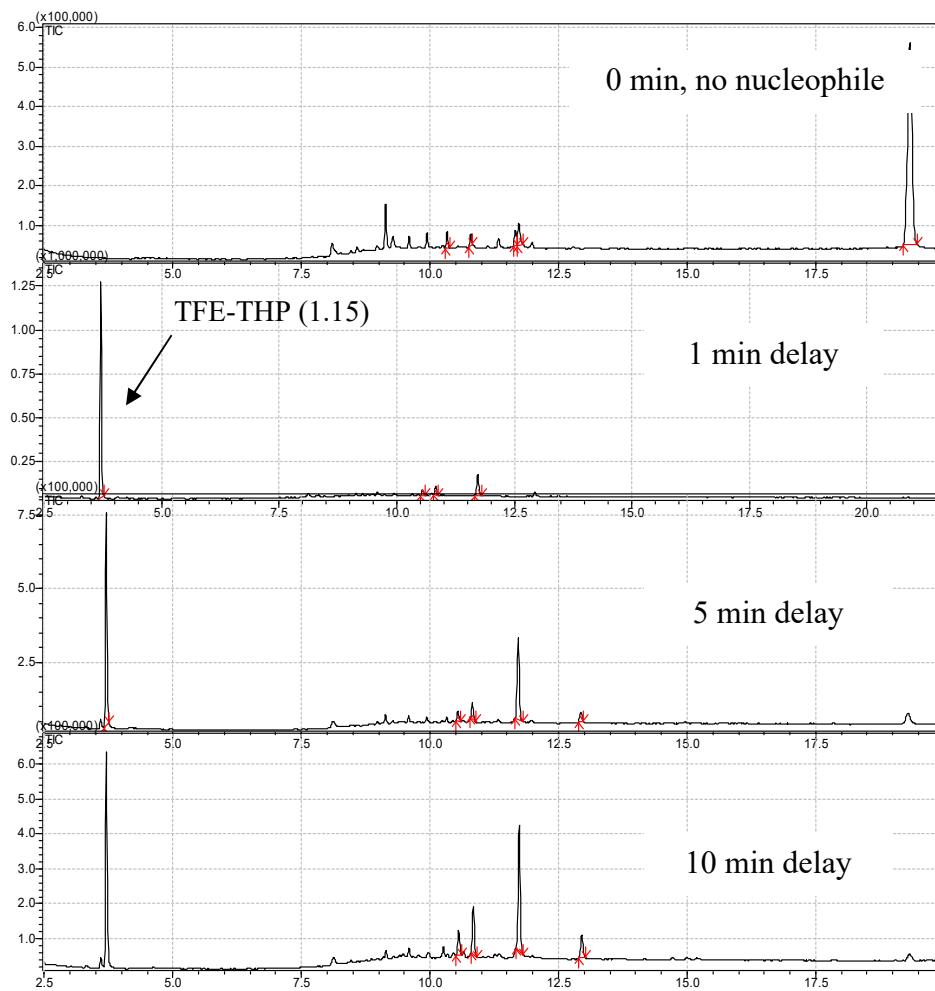 (x100,000)
6.0 TIC
0 min, no nucleophile
5.0
4.0
3.0
2.0
1.0
(x1,000,000)
2.5 5.0 7.5 10.0 12.5 15.0 17.5
TIC
1.25
TFE-THP (1.15)
1.00
1 min delay
0.75
0.50
0.25
(x100,000)
2.5 5.0 7.5 10.0 12.5 15.0 17.5 20.0
TIC
7.5
5.0
5 min delay
2.5
(x100,000)
2.5 5.0 7.5 10.0 12.5 15.0 17.5
TIC
6.0
5.0
4.0
10 min delay
3.0
2.0
1.0
2.5 5.0 7.5 10.0 12.5 15.0 17.5